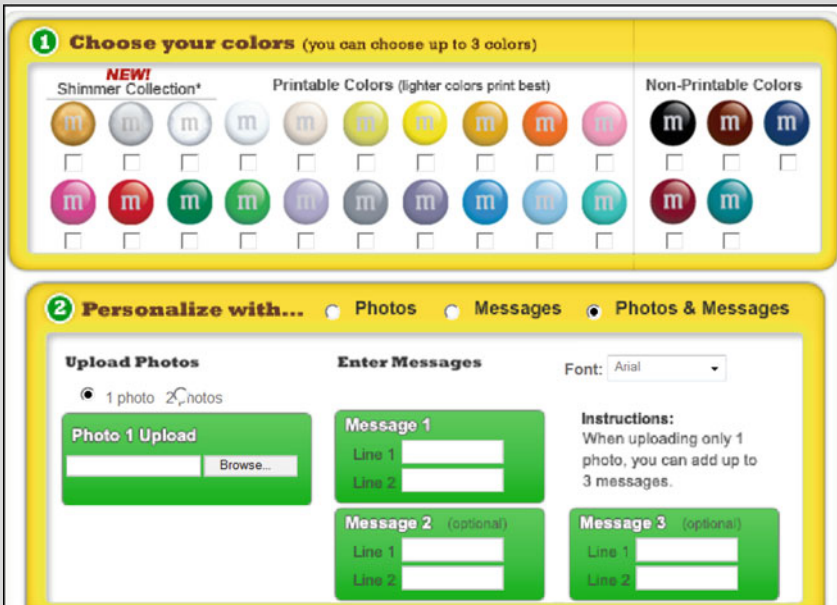 1 Choose your colors (you can choose up to 3 colors)
NEW!
Shimmer Collection*
Printable Colors (lighter colors print best)
Non-Printable Colors
m m m m m m m m m m m m m
m m m m m m m m m m m m
2 Personalize with... Photos Messages Photos & Messages
Upload Photos
1 photo 2 hotos
Photo 1 Upload
Browse...
Enter Messages
Font: Arial
Message 1
Line 1
Line 2
Instructions:
When uploading only 1
photo, you can add up to
3 messages.
Message 2 (optional)
Line 1
Line 2
Message 3 (optional)
Line 1
Line 2